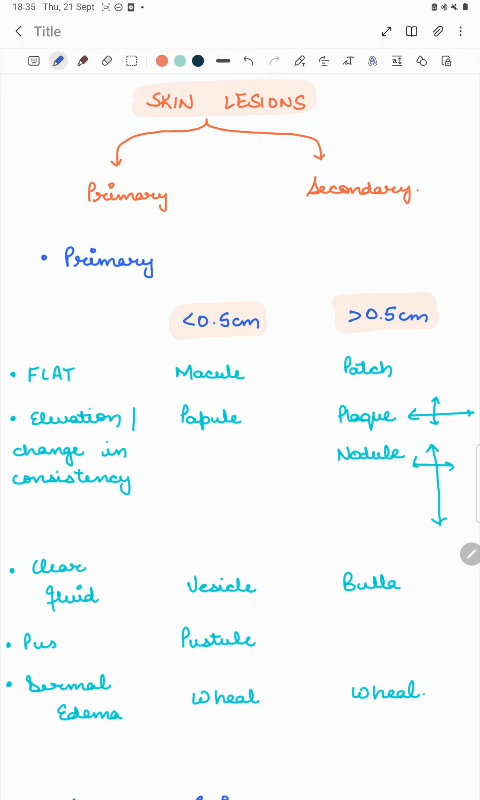 18:35 Thu, 21 Sept
Title
SKIN LESIONS
Primary Secondary.
• Primary
<0.5cm >0.5cm
• FLAT Macule Patch
• Elevation / Papule Plaque
change in Nodule
consistency
• Clear
fluid Vesicle Bulla
• Pus Pustule
• Dermal
Edema Wheal Wheal.